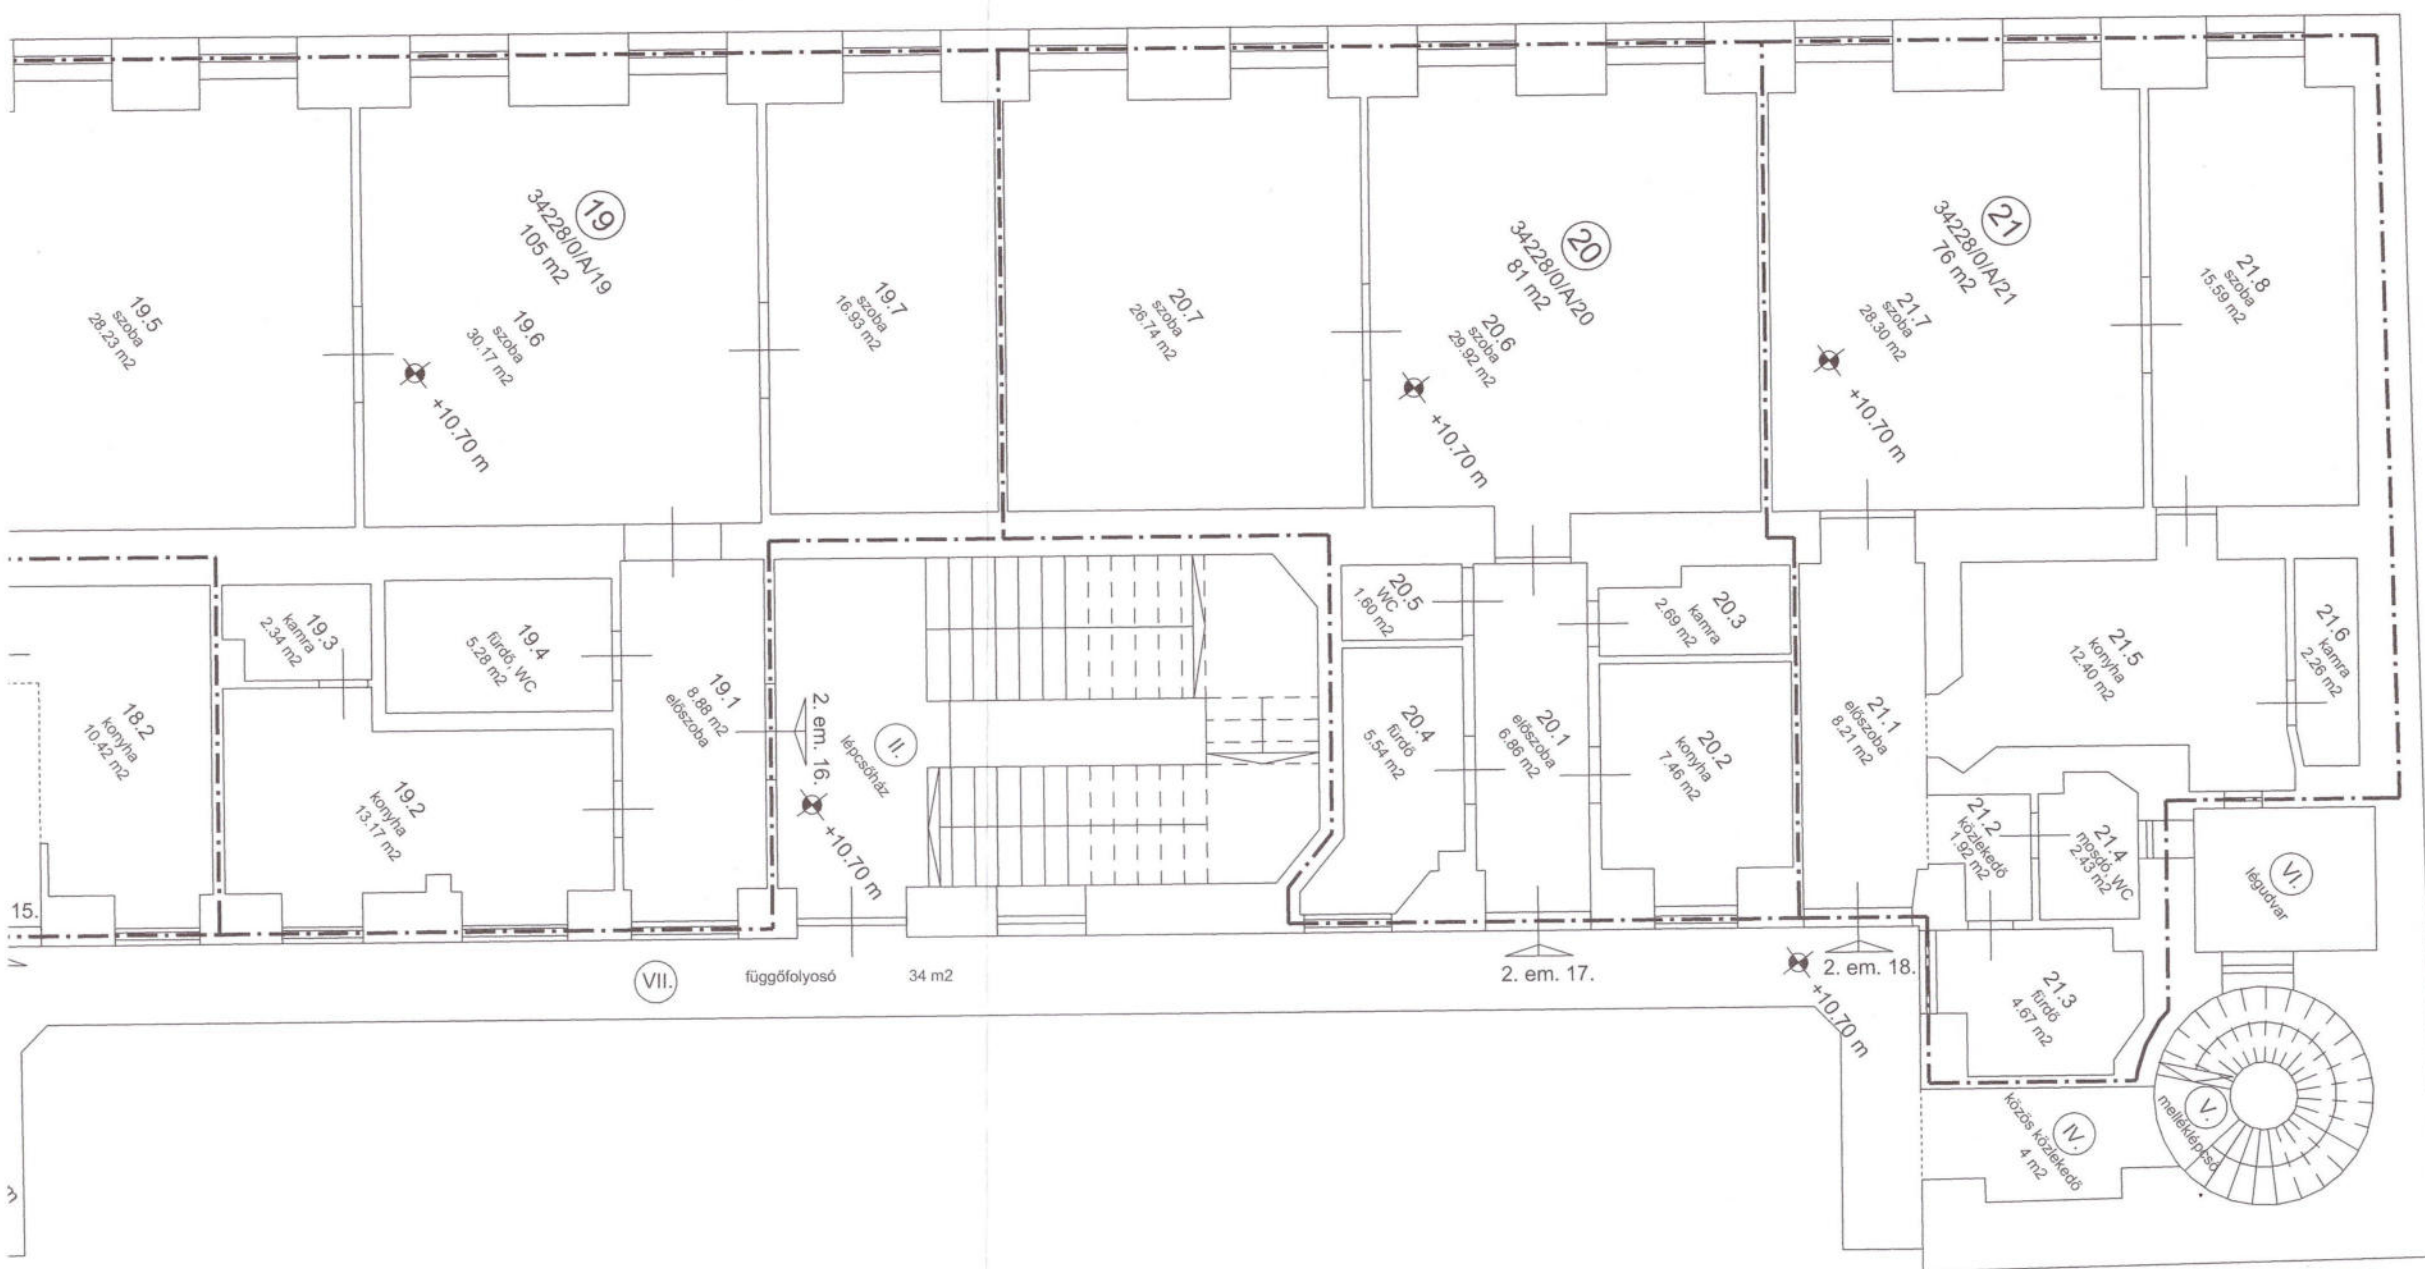 19
34228/0/A/19
105 m2
20
34228/0/A/20
81 m2
21
34228/0/A/21
76 m2
19.5
szoba
28.23 m2
19.6
szoba
30.17 m2
+10.70 m
19.7
szoba
16.93 m2
20.7
szoba
26.74 m2
20.6
szoba
29.92 m2
+10.70 m
21.7
szoba
28.30 m2
+10.70 m
21.8
szoba
15.59 m2
18.2
konyha
10.42 m2
19.3
kamra
2.34 m2
19.4
fürdő, WC
5.28 m2
19.2
konyha
13.17 m2
19.1
8.88 m2
előszoba
2. em. 16.
II.
lépcsőház
+10.70 m
20.5
WC
1.60 m2
20.4
fürdő
5.54 m2
20.1
előszoba
6.86 m2
20.3
kamra
2.69 m2
20.2
konyha
7.46 m2
21.1
előszoba
8.21 m2
21.5
konyha
12.40 m2
21.6
kamra
2.26 m2
21.2
közlekedő
1.92 m2
21.4
mosdó, WC
2.43 m2
VI.
légudvar
15.
VII.
függőfolyosó
34 m2
2. em. 17.
2. em. 18.
+10.70 m
21.3
fürdő
4.67 m2
IV.
közös közlekedő
4 m2
V.
melléklépcső